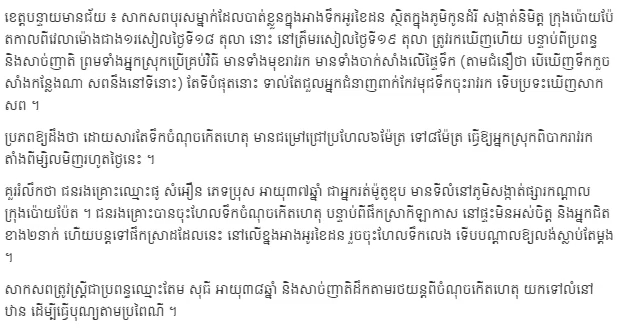 ខេត្តបន្ទាយមានជ័យ ៖ សាកសពបុរសម្នាក់ដែលបាត់ខ្លួនក្នុងអាងទឹកអូរខៃដន ស្ថិតក្នុងភូមិកូនដំរី សង្កាត់និមិត្ត ក្រុងប៉ោយប៉ែ
តកាលពីវេលាម៉ោងជាង១រសៀលថ្ងៃទី១៨ តុលា នោះ នៅព្រឹមរសៀលថ្ងៃទី១៩ តុលា ត្រូវរកឃើញហើយ បន្ទាប់ពីប្រពន្ធ
និងសាច់ញាតិ ព្រមទាំងអ្នកស្រុកប្រើគ្រប់វិធី មានទាំងមុខរាវរក មានទាំងបាក់សាំងលើផ្ទៃទឹក (តាមជំនឿថា បើឃើញទឹកកួច
សាំងកន្លែងណា សពនឹងនៅទីនោះ) តែទីបំផុតនោះ ទាល់តែជួលអ្នកជំនាញពាក់កែវមុជទឹកចុះរាវរក ទើបប្រទះឃើញសាក
សព ។
ប្រភពឱ្យដឹងថា ដោយសារតែទឹកចំណុចកើតហេតុ មានជម្រៅជ្រៅប្រហែល៦ម៉ែត្រ ទៅ៨ម៉ែត្រ ធ្វើឱ្យអ្នកស្រុកពិបាករាវរក
តាំងពីម្សិលមិញរហូតថ្ងៃនេះ ។
គួររំលឹកថា ជនរងគ្រោះឈ្មោះផូ សំអឿន ភេទប្រុស អាយុ៣៧ឆ្នាំ ជាអ្នករត់ម៉ូតូឌុប មានទីលំនៅភូមិសង្កាត់ផ្សារកណ្តាល
ក្រុងប៉ោយប៉ែត ។ ជនរងគ្រោះបានចុះហែលទឹកចំណុចកើតហេតុ បន្ទាប់ពីផឹកស្រាកីឡាកាស នៅផ្ទះមិនអស់ចិត្ត និងអ្នកជិត
ខាង២នាក់ ហើយបន្តទៅផឹកស្រាដដែលនេះ នៅលើខ្នងអាងអូរខៃដន រួចចុះហែលទឹកលេង ទើបបណ្តាលឱ្យលង់ស្លាប់តែម្តង
។
សាកសពត្រូវស្ត្រីជាប្រពន្ធឈ្មោះតែម សុធី អាយុ៣៨ឆ្នាំ និងសាច់ញាតិដឹកតាមរថយន្តពីចំណុចកើតហេតុ យកទៅលំនៅ
ឋាន ដើម្បីធ្វើបុណ្យតាមប្រពៃណី ។